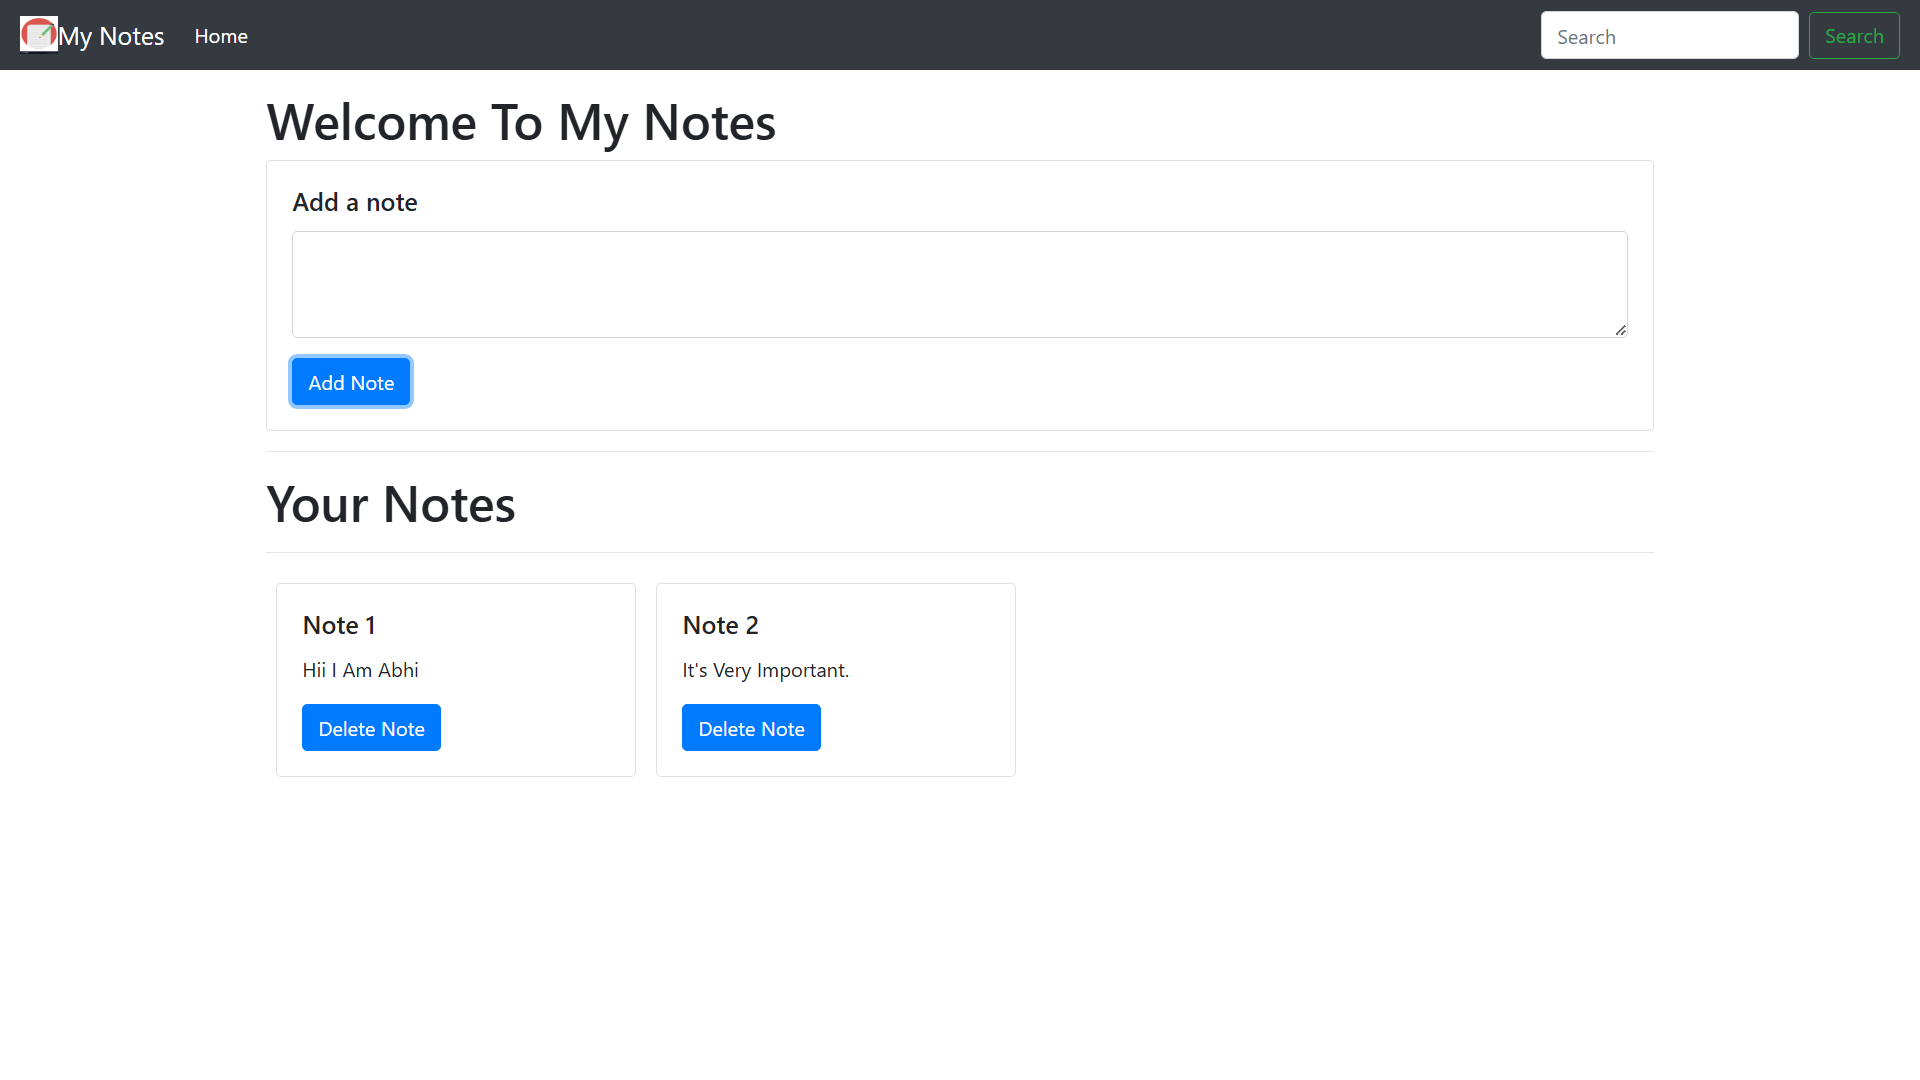 My Notes Home Search Search
Welcome To My Notes
Add a note
Add Note
Your Notes
Note 1
Hii I Am Abhi
Delete Note
Note 2
It's Very Important.
Delete Note